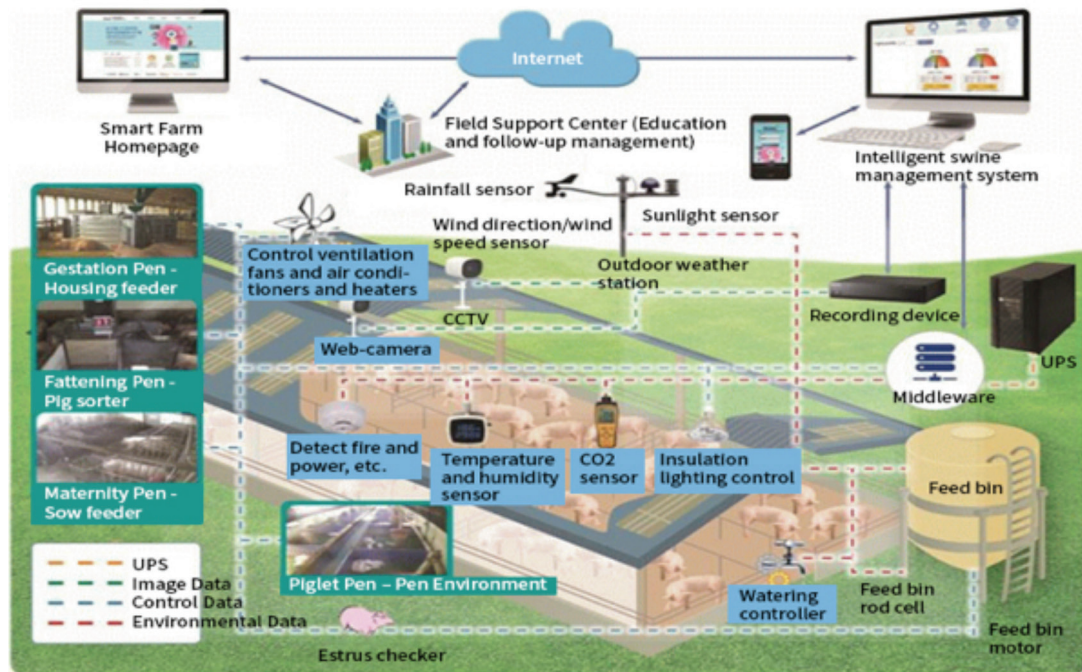 Internet
Smart Farm
Homepage
Field Support Center (Education
and follow-up management)
Intelligent swine
management system
Rainfall sensor
Sunlight sensor
Wind direction/wind
speed sensor
Outdoor weather
station
Gestation Pen -
Housing feeder
Control ventilation
fans and air condi-
tioners and heaters
CCTV
Recording device
UPS
Web-camera
Middleware
Fattening Pen -
Pig sorter
Detect fire and
power, etc.
Temperature
and humidity
sensor
CO2
sensor
Insulation
lighting control
Feed bin
Maternity Pen -
Sow feeder
Piglet Pen – Pen Environment
Watering
controller
Feed bin
rod cell
Feed bin
motor
UPS
Image Data
Control Data
Environmental Data
Estrus checker